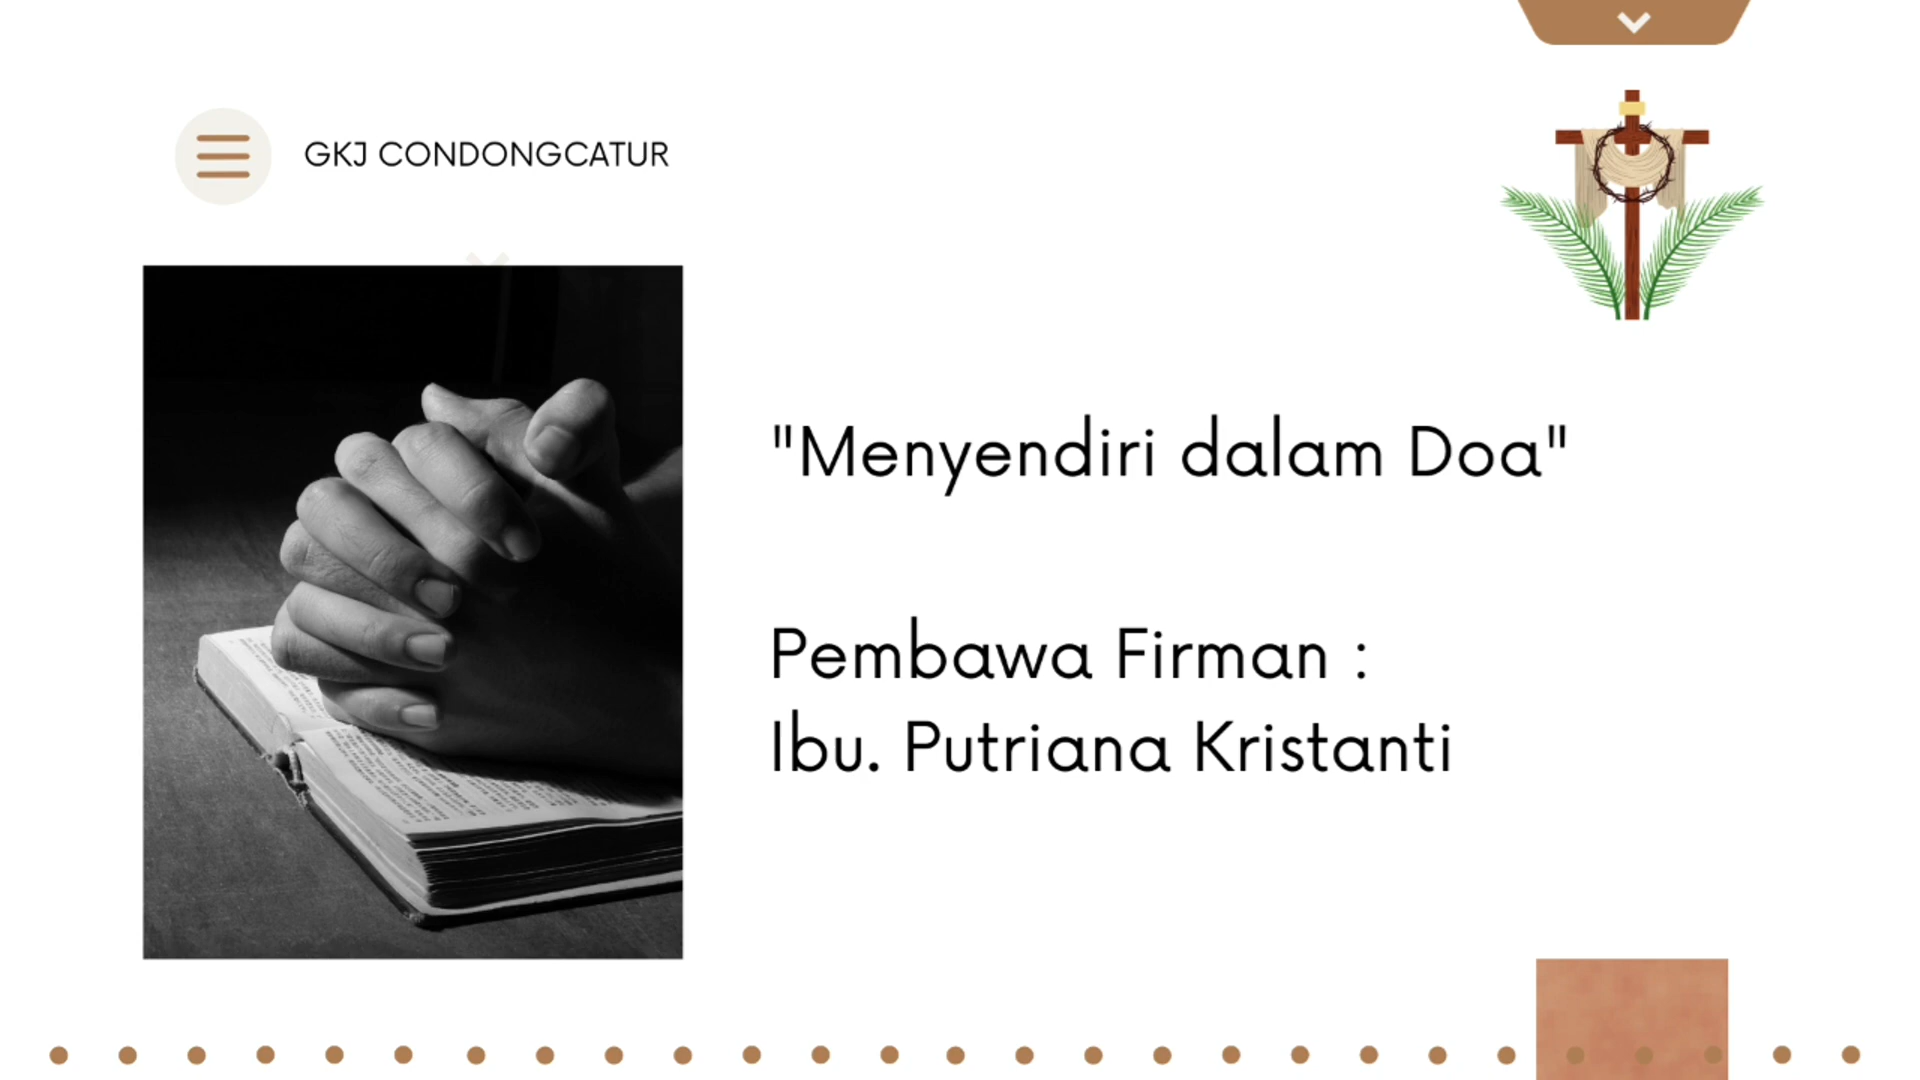 GKJ CONDONGCATUR
"Menyendiri dalam Doa"
Pembawa Firman :
Ibu. Putriana Kristanti